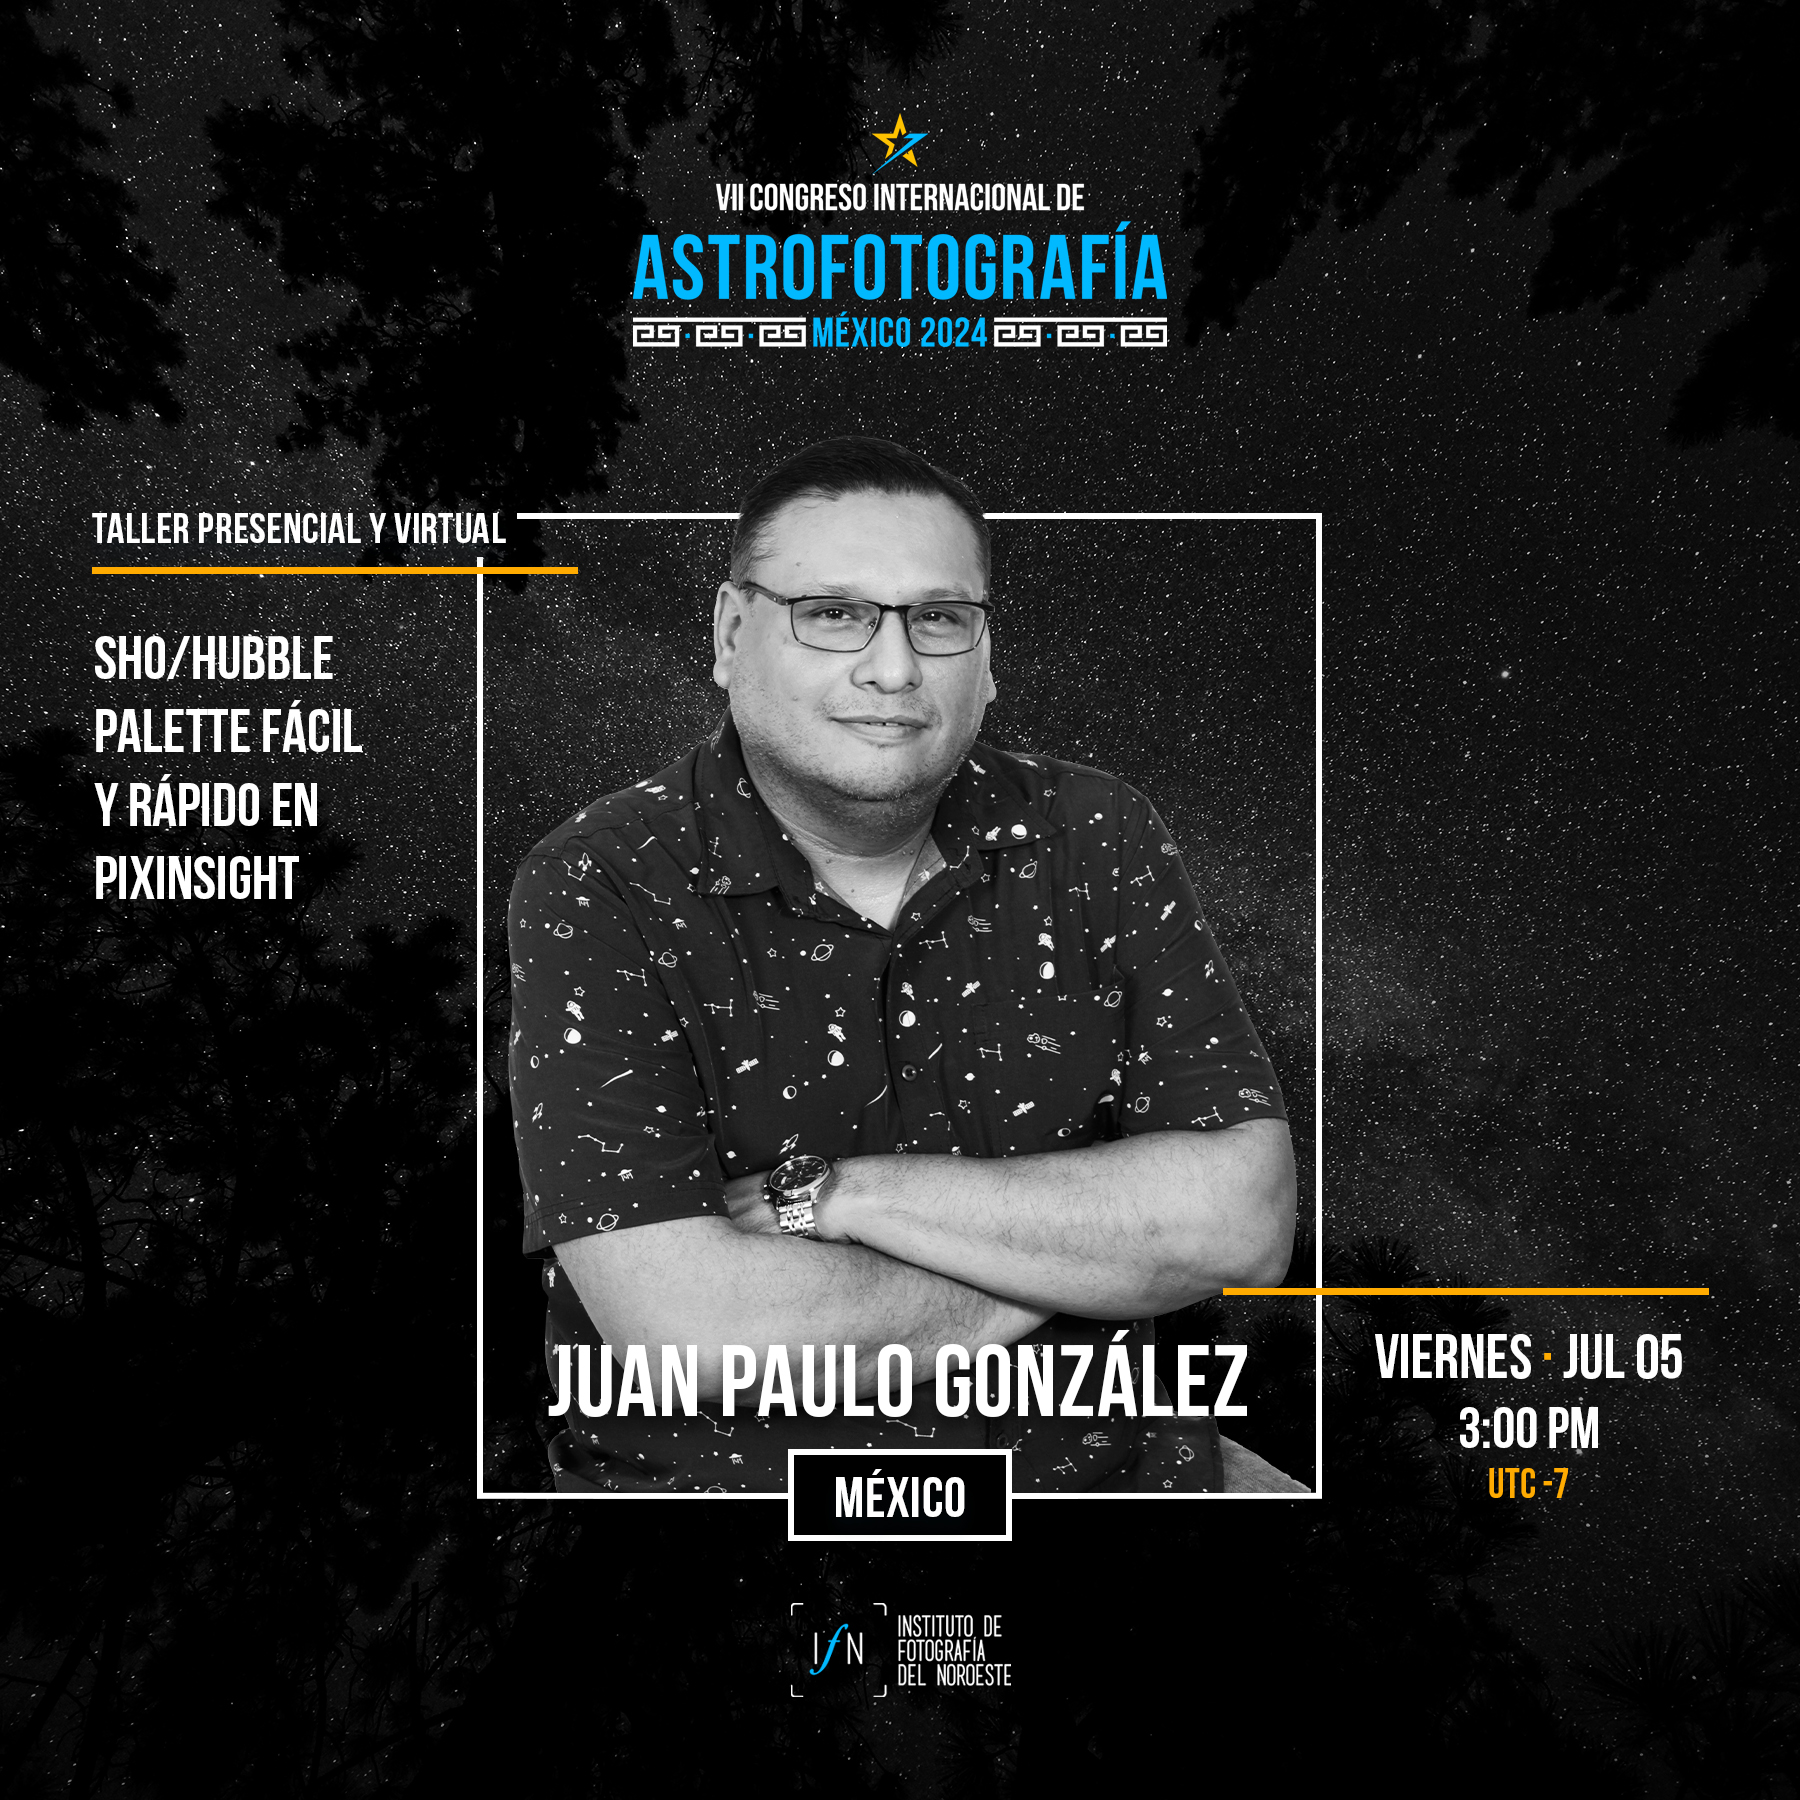 VII CONGRESO INTERNACIONAL DE
ASTROFOTOGRAFÍA
MÉXICO 2024
TALLER PRESENCIAL Y VIRTUAL
SHO/HUBBLE
PALETTE FÁCIL
Y RÁPIDO EN
PIXINSIGHT
JUAN PAULO GONZÁLEZ
MÉXICO
VIERNES · JUL 05
3:00 PM
UTC -7
IfN
INSTITUTO DE
FOTOGRAFÍA
DEL NOROESTE